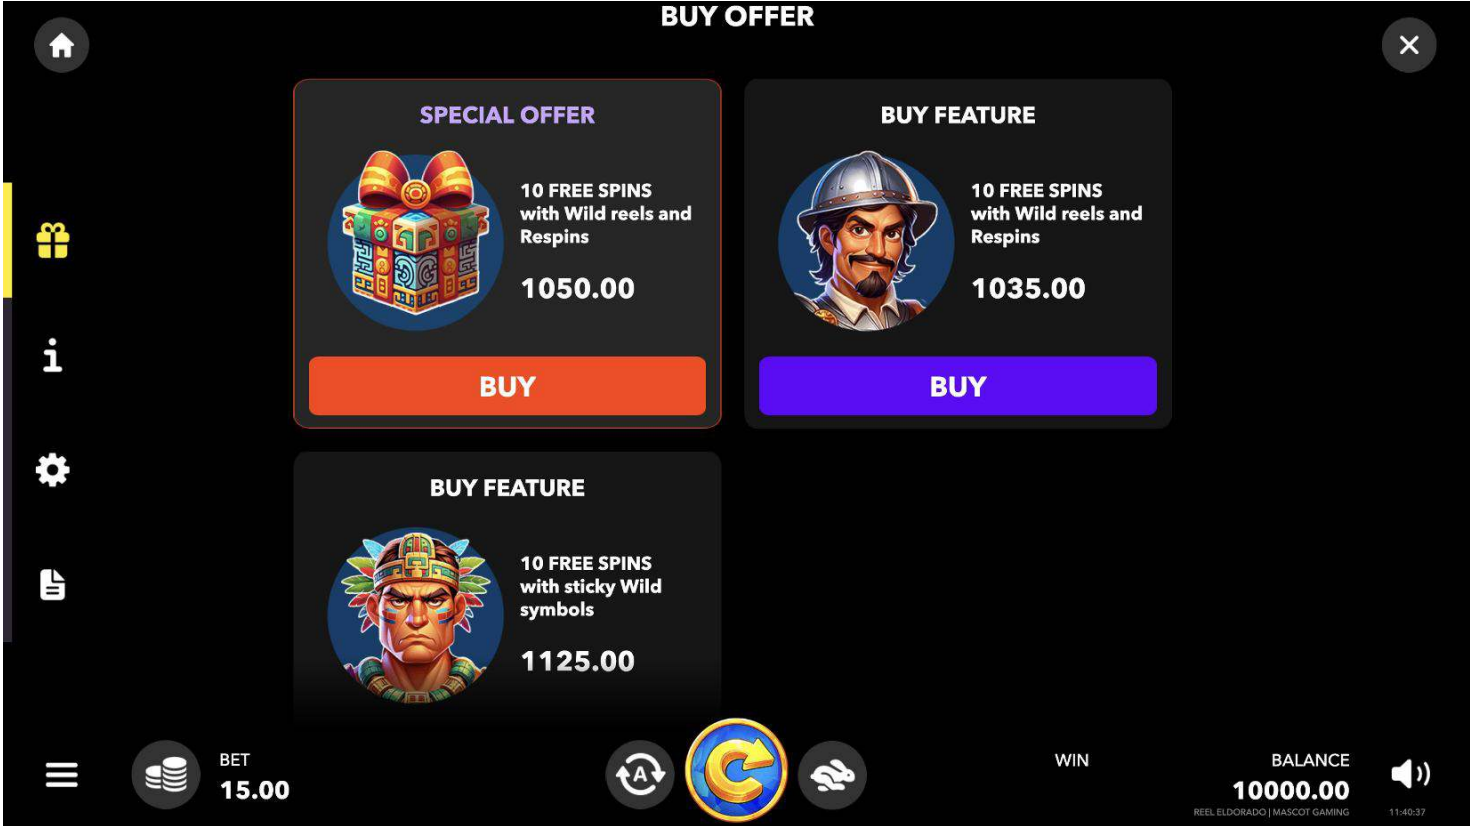 BUY OFFER
SPECIAL OFFER
10 FREE SPINS
with Wild reels and
Respins
1050.00
BUY
BUY FEATURE
10 FREE SPINS
with Wild reels and
Respins
1035.00
BUY
BUY FEATURE
10 FREE SPINS
with sticky Wild
symbols
1125.00
BET
15.00
A
WIN
BALANCE
10000.00
REEL ELDORADO | MASCOT GAMING
11:40:37